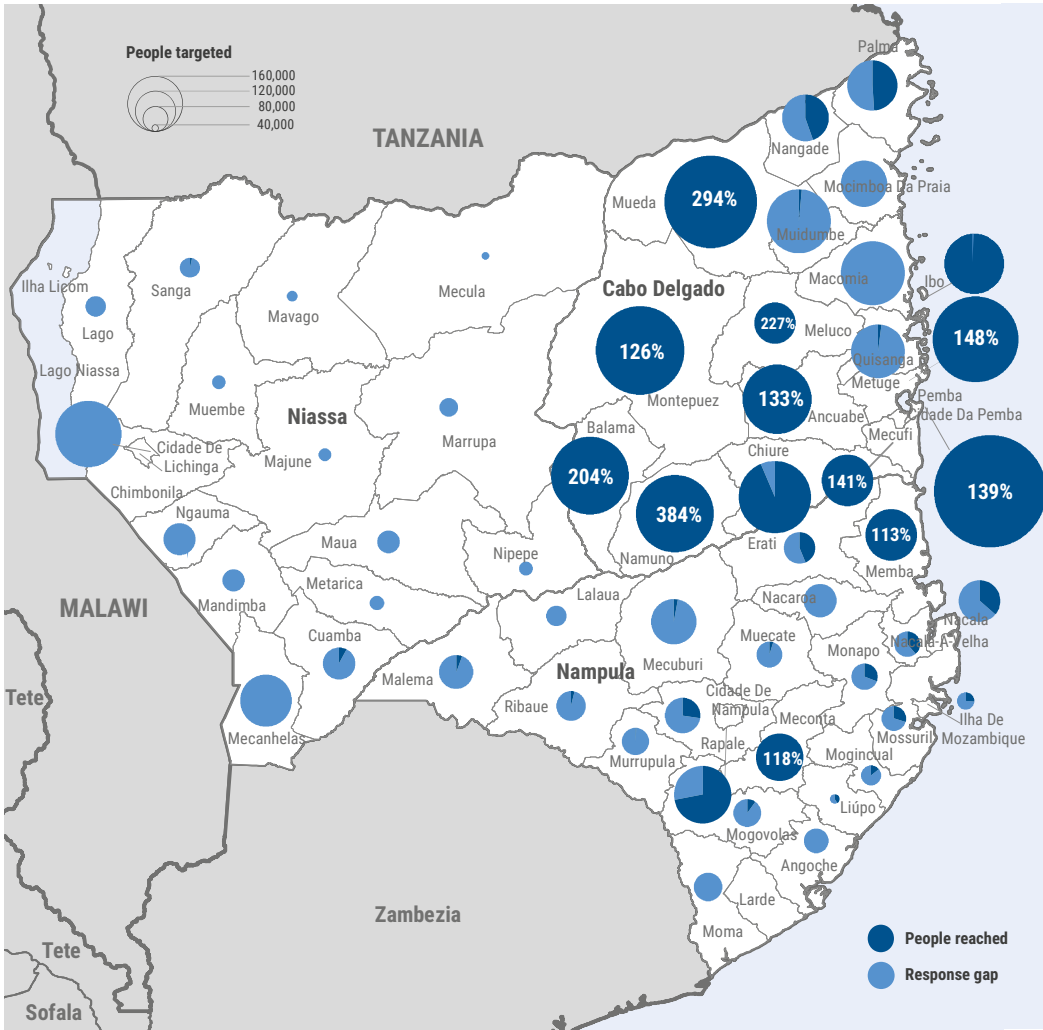 People targeted
160,000
120,000
80,000
40,000
TANZANIA
Palma
Nangade
Mocimboa Da Praia
Mueda
294%
Muidumbe
Cabo Delgado
Macomia
Ibo
Ilha Licom
Lago
Sanga
Mavago
Mecula
227%
Meluco
148%
Lago Niassa
126%
Quisanga
Metuge
Montepuez
133%
Ancuabe
Pemba
Cidade Da Pemba
Muembe
Niassa
Marrupa
Balama
Mecufi
Cidade De
Lichinga
Majune
Chiure
Chimbonila
204%
141%
139%
Ngauma
384%
113%
Maua
Nipepe
Namuno
Erati
Memba
Mandimba
Metarica
Lalaua
Nacaroa
Nacala
MALAWI
Cuamba
Nacala-A-Velha
Muecate
Monapo
Mecuburi
Malema
Nampula
Cidade De
Nampula
Tete
Ribaue
Meconta
Ilha De
Mozambique
Mossuril
Mecanhelas
Rapale
Mogincual
Murrupula
118%
Liúpo
Mogovolas
Angoche
Larde
Zambezia
Moma
People reached
Response gap
Tete
Sofala